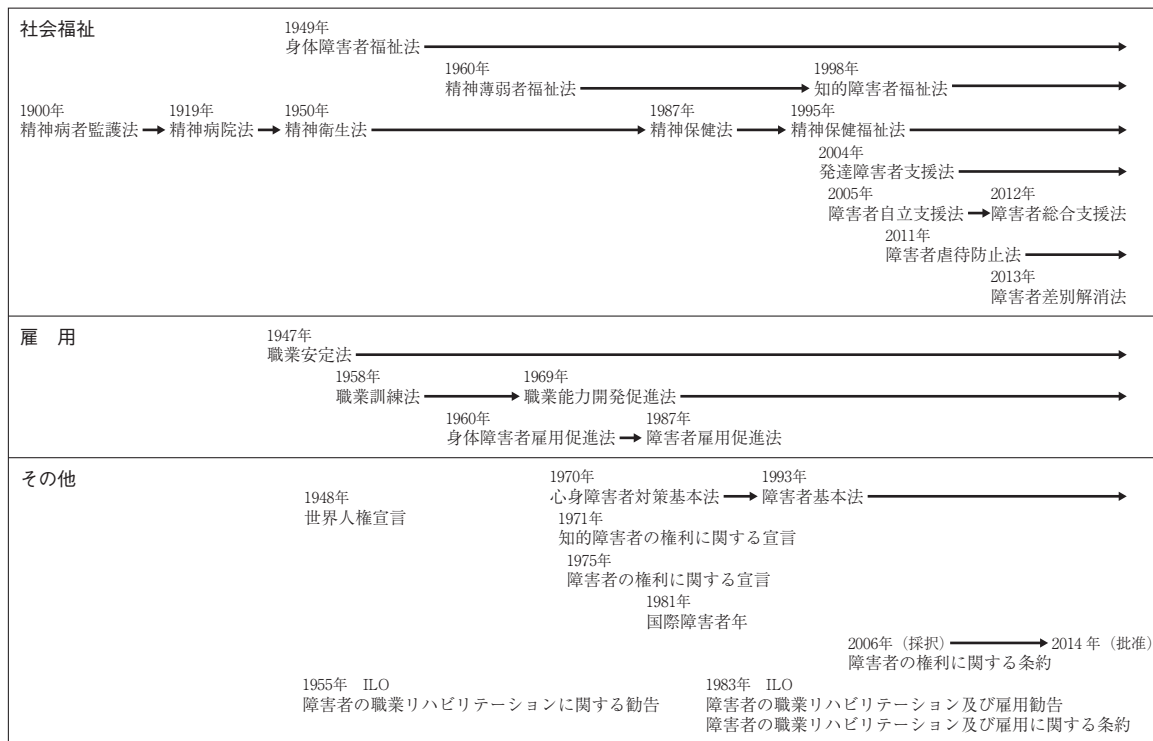 社会福祉
1949年
身体障害者福祉法
1960年
精神薄弱者福祉法
1998年
知的障害者福祉法
1900年
精神病者監護法
1919年
精神病院法
1950年
精神衛生法
1987年
精神保健法
1995年
精神保健福祉法
2004年
発達障害者支援法
2005年
障害者自立支援法
2012年
障害者総合支援法
2011年
障害者虐待防止法
2013年
障害者差別解消法
雇　用
1947年
職業安定法
1958年
職業訓練法
1969年
職業能力開発促進法
1960年
身体障害者雇用促進法
1987年
障害者雇用促進法
その他
1948年
世界人権宣言
1970年
心身障害者対策基本法
1993年
障害者基本法
1971年
知的障害者の権利に関する宣言
1975年
障害者の権利に関する宣言
1981年
国際障害者年
2006年（採択）
2014年（批准）
障害者の権利に関する条約
1955年　ILO
障害者の職業リハビリテーションに関する勧告
1983年　ILO
障害者の職業リハビリテーション及び雇用勧告
障害者の職業リハビリテーション及び雇用に関する条約